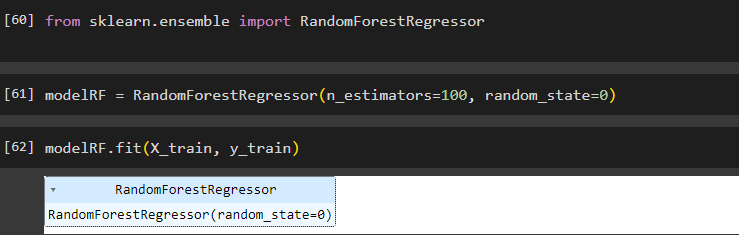 [60] from sklearn.ensemble import RandomForestRegressor
[61] modelRF = RandomForestRegressor(n_estimators=100, random_state=0)
[62] modelRF.fit(X_train, y_train)
▾ RandomForestRegressor
RandomForestRegressor(random_state=0)